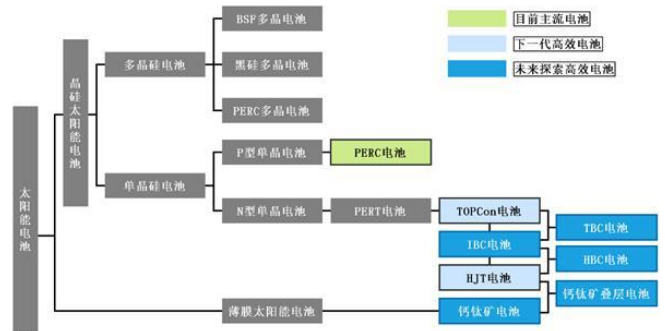 BSF多晶电池
目前主流电池
下一代高效电池
未来探索高效电池
多晶硅电池
黑硅多晶电池
PERC多晶电池
晶硅太阳能电池
P型单晶电池
PERC电池
单晶硅电池
N型单晶电池
PERT电池
TOPCon电池
TBC电池
IBC电池
HBC电池
HJT电池
钙钛矿叠层电池
太阳能电池
薄膜太阳能电池
钙钛矿电池